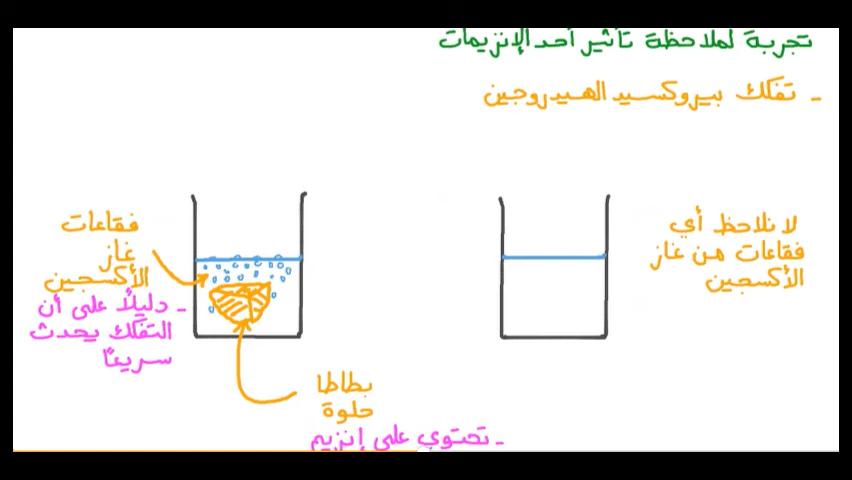 تجربة لملاحظة تأثير أحد الإنزيمات
- تفكك بيروكسيد الهيدروجين
لا نلاحظ أي
فقاعات من غاز
الأكسجين
فقاعات
غاز
الأكسجين
- دليلاً على أن
التفكك يحدث
سريعًا
بطاطا
حلوة
- تحتوي على إنزيم